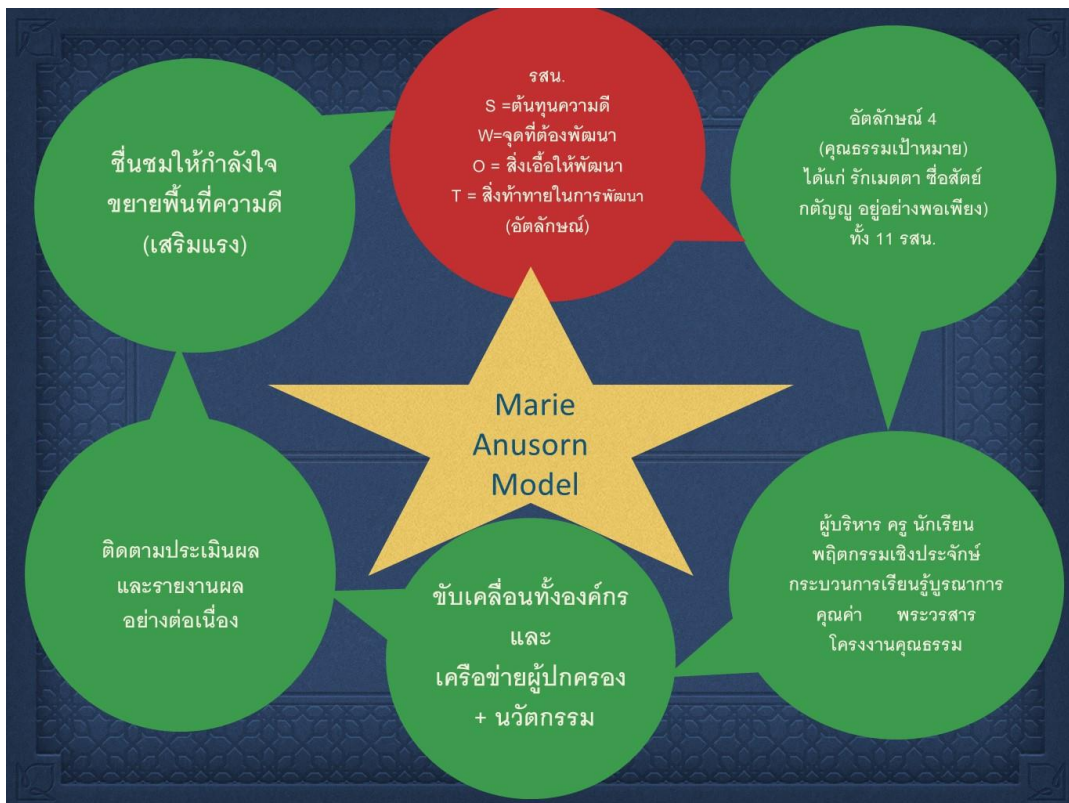 รสน.
S =ต้นทุนความดี
W=จุดที่ต้องพัฒนา
O = สิ่งเอื้อให้พัฒนา
T = สิ่งท้าทายในการพัฒนา
(อัตลักษณ์)
อัตลักษณ์ 4
(คุณธรรมเป้าหมาย)
ได้แก่ รักเมตตา ซื่อสัตย์
กตัญญู อยู่อย่างพอเพียง)
ทั้ง 11 รสน.
ผู้บริหาร ครู นักเรียน
พฤิตกรรมเชิงประจักษ์
กระบวนการเรียนรู้บูรณาการ
คุณค่า พระวรสาร
โครงงานคุณธรรม
ขับเคลื่อนทั้งองค์กร
และ
เครือข่ายผู้ปกครอง
+ นวัตกรรม
ติดตามประเมินผล
และรายงานผล
อย่างต่อเนื่อง
ชื่นชมให้กำลังใจ
ขยายพื้นที่ความดี
(เสริมแรง)
Marie
Anusorn
Model